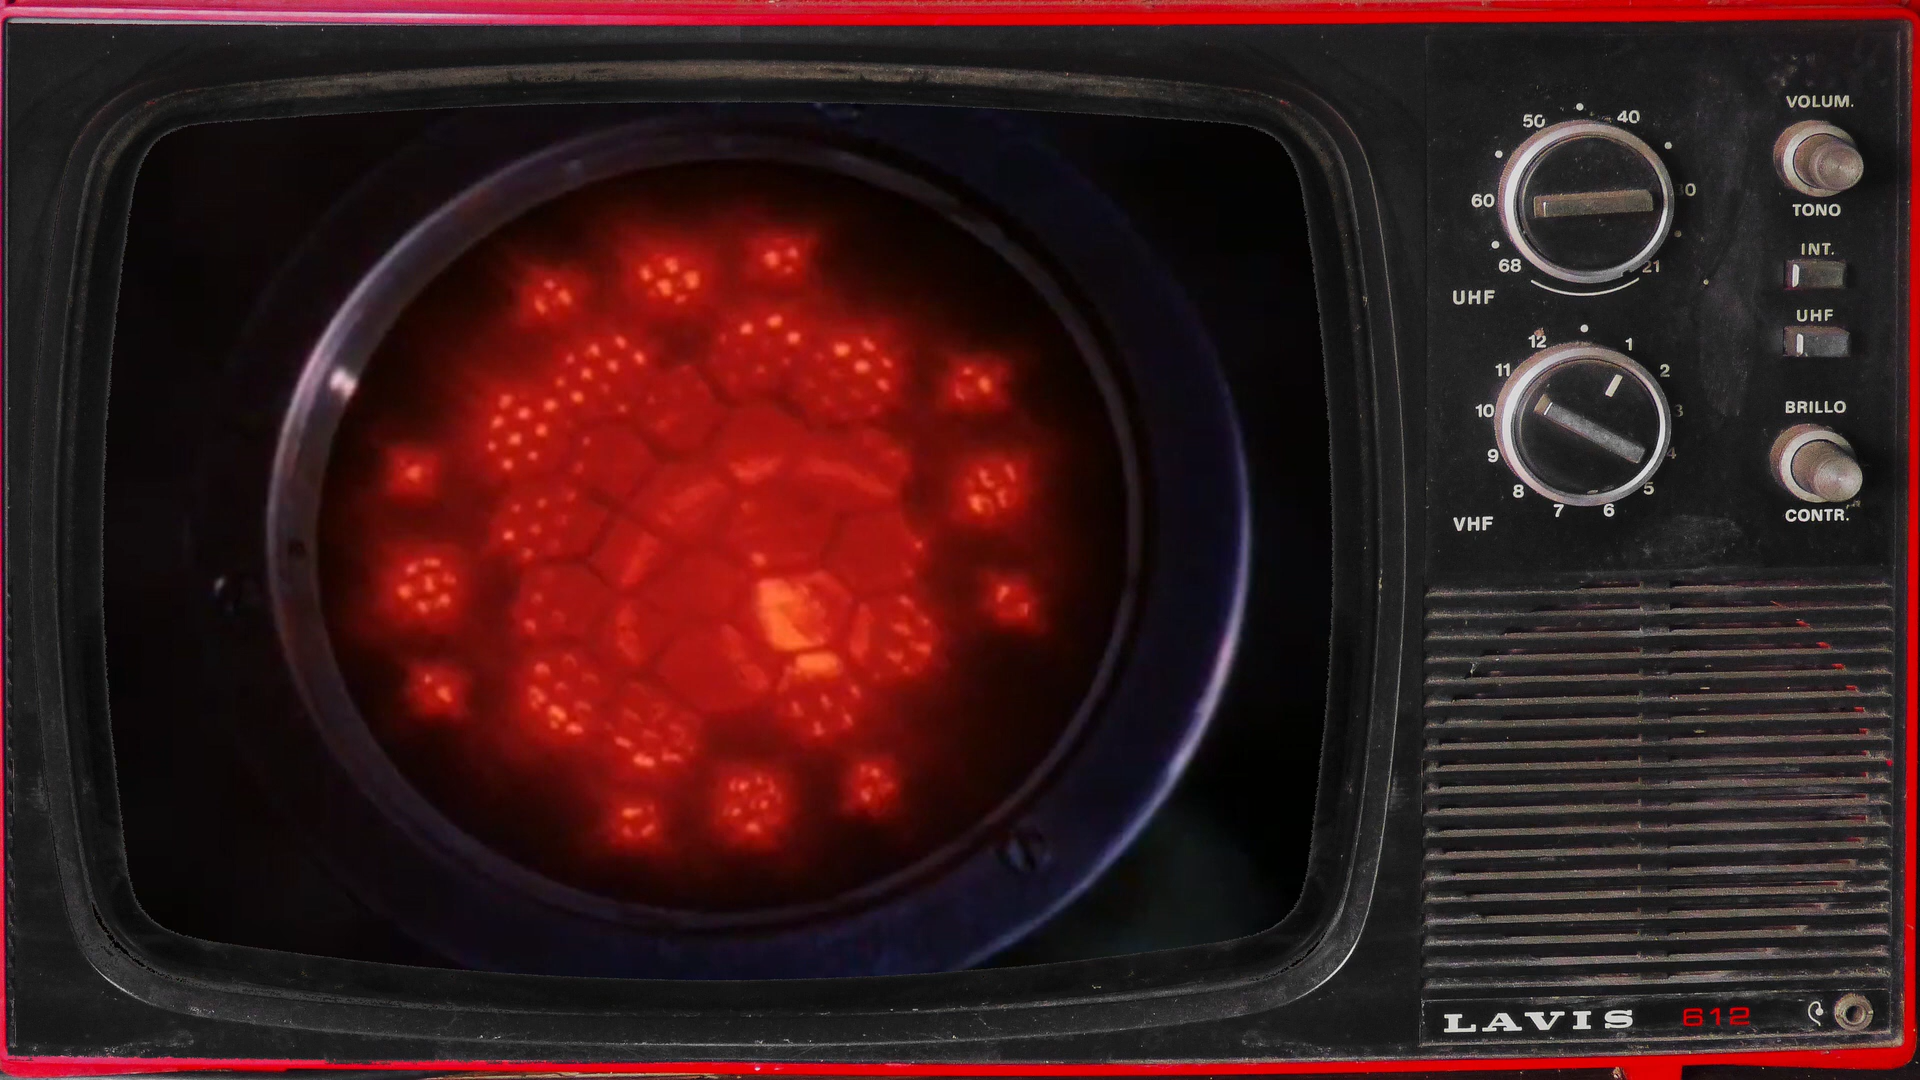 VOLUM.
50 40
60 30
TONO
INT.
68 21
UHF
UHF
12 1
11 2
10 3
9 4
8 5
7 6
BRILLO
CONTR.
VHF
LAVIS 612